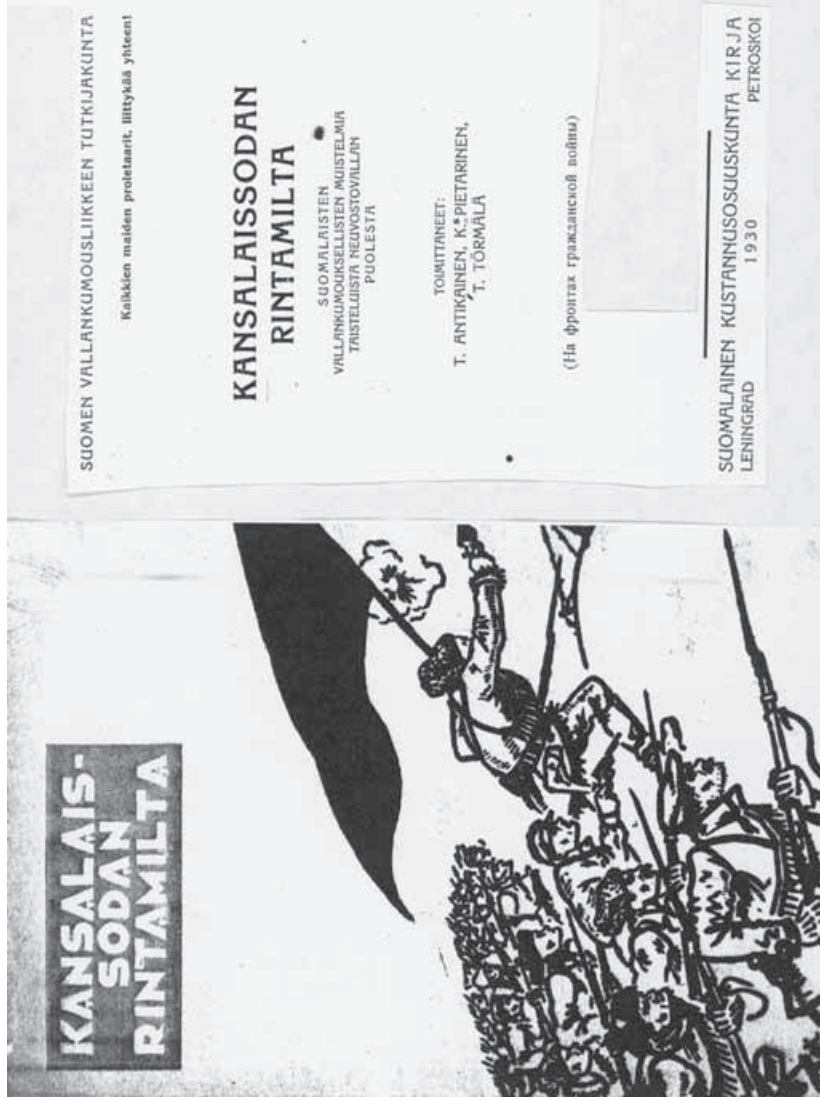 KANSALAIS-
SODAN
RINTAMILTA
SUOMEN VALLANKUMOUSLIIKKEEN TUTKIJAKUNTA
Kaikkien maiden proletaarit, liittykää yhteen!
KANSALAISSODAN
RINTAMILTA
SUOMALAISTEN
VALLANKUMOUKSELLISTEN MUISTELMIA
TAISTELUISTA NEUVOSTOVALLAN
PUOLESTA
TOIMITTANEET:
T. ANTIKAINEN, K. PIETARINEN,
T. TÖRMÄLÄ
(На фронтах гражданской войны)
SUOMALAINEN KUSTANNUSOSUUSKUNTA KIRJA
LENINGRAD 1930 PETROSKOI